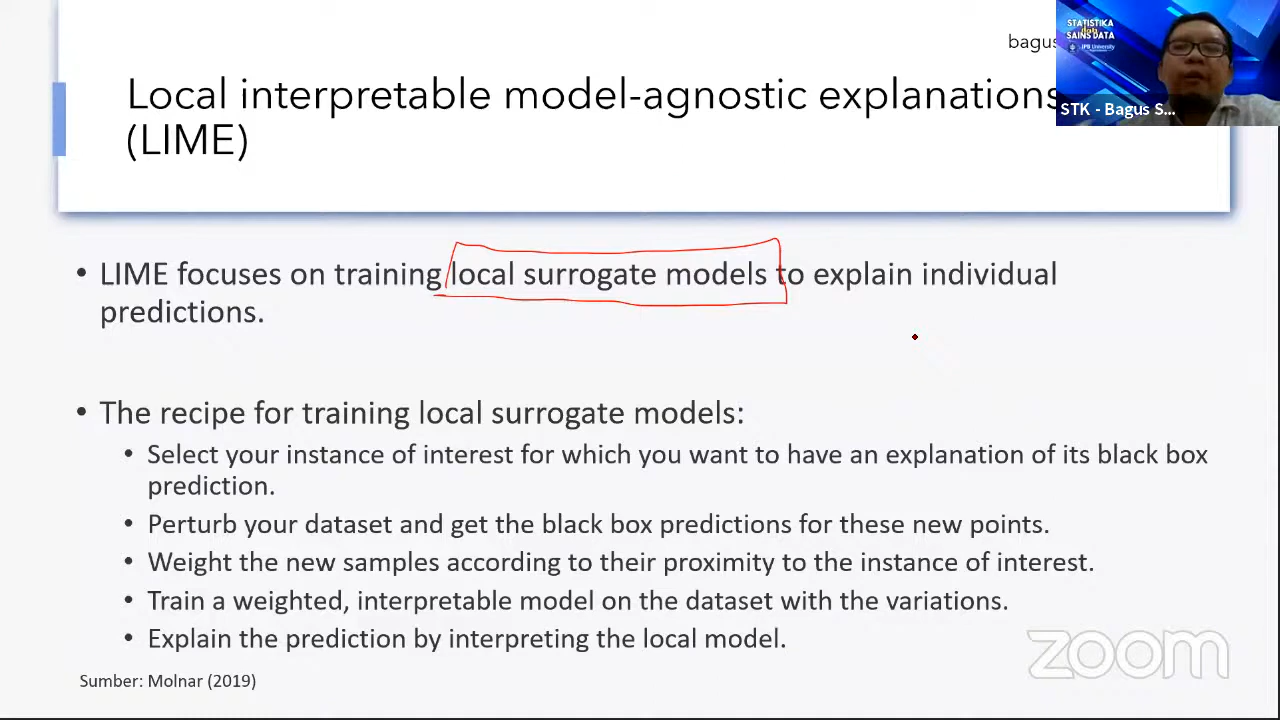 bagus
STATISTIKA
dan
SAINS DATA
IPB University
STK - Bagus S...
Local interpretable model-agnostic explanations
(LIME)
• LIME focuses on training local surrogate models to explain individual
predictions.
• The recipe for training local surrogate models:
• Select your instance of interest for which you want to have an explanation of its black box
prediction.
• Perturb your dataset and get the black box predictions for these new points.
• Weight the new samples according to their proximity to the instance of interest.
• Train a weighted, interpretable model on the dataset with the variations.
• Explain the prediction by interpreting the local model.
Sumber: Molnar (2019)
zoom